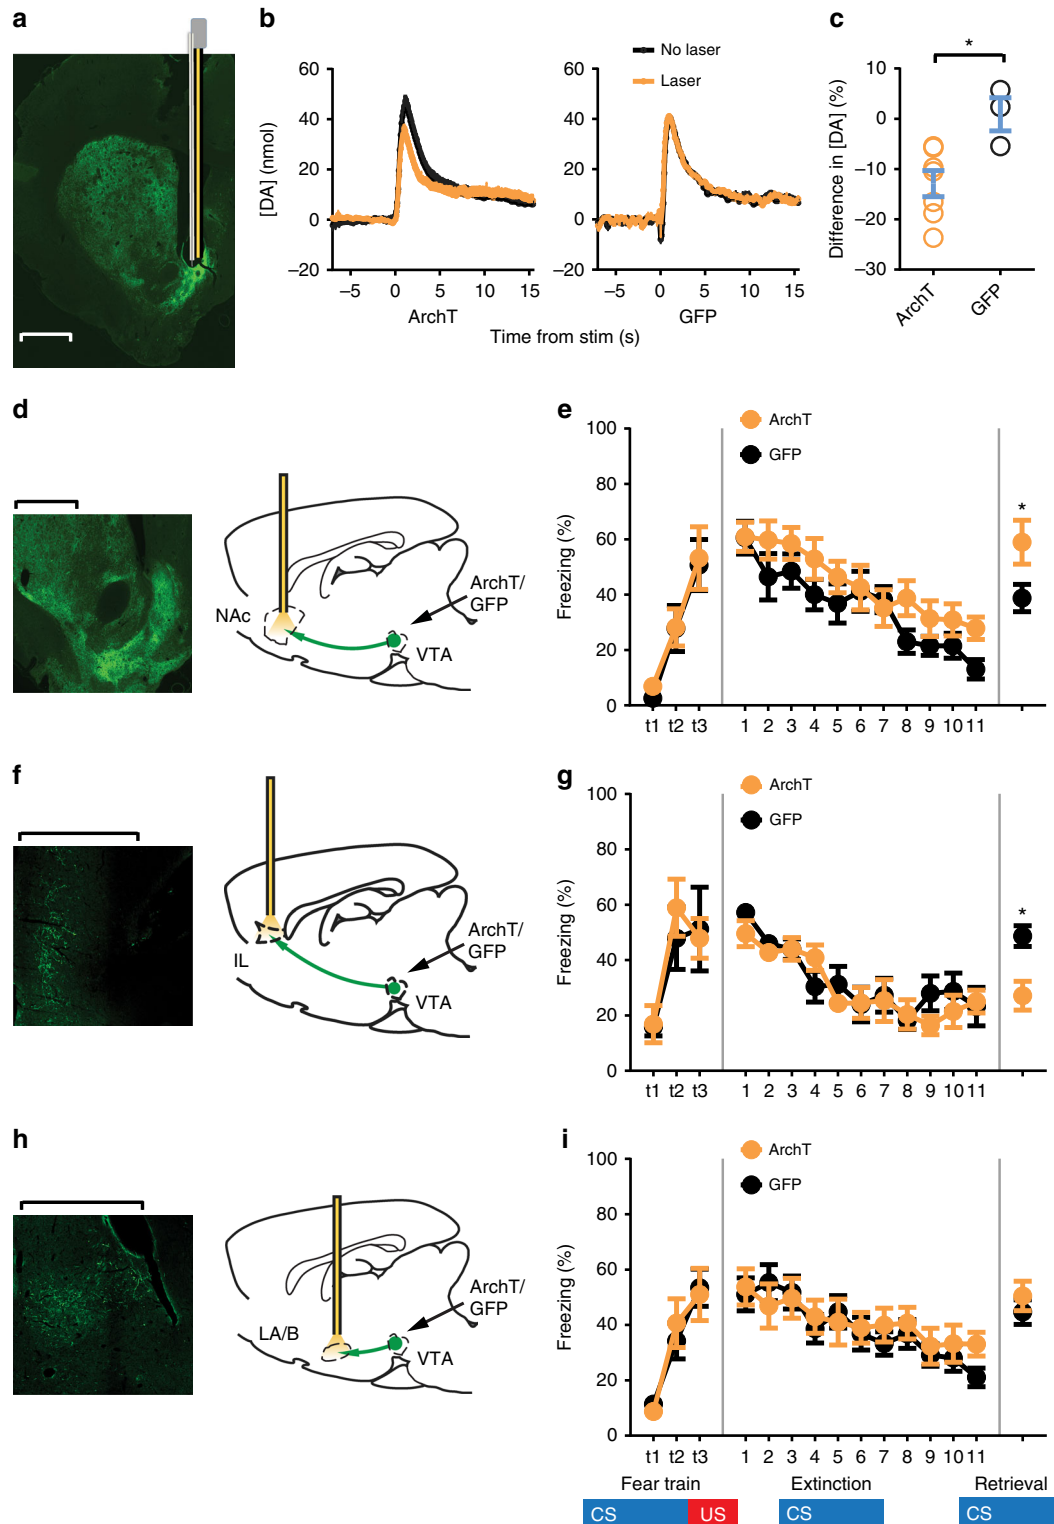 a
b
c
No laser
Laser
60
40
20
0
–20
[DA] (nmol)
–5 0 5 10 15
ArchT
60
40
20
0
–20
–5 0 5 10 15
GFP
Time from stim (s)
*
10
0
–10
–20
–30
Difference in [DA] (%)
ArchT
GFP
d
NAc
ArchT/
GFP
VTA
e
ArchT
GFP
100
80
60
40
20
0
Freezing (%)
*
t1 t2 t3 1 2 3 4 5 6 7 8 9 10 11
f
IL
ArchT/
GFP
VTA
g
ArchT
GFP
100
80
60
40
20
0
Freezing (%)
*
t1 t2 t3 1 2 3 4 5 6 7 8 9 10 11
h
LA/B
ArchT/
GFP
VTA
i
ArchT
GFP
100
80
60
40
20
0
Freezing (%)
t1 t2 t3 1 2 3 4 5 6 7 8 9 10 11
Fear train Extinction Retrieval
CS US CS CS